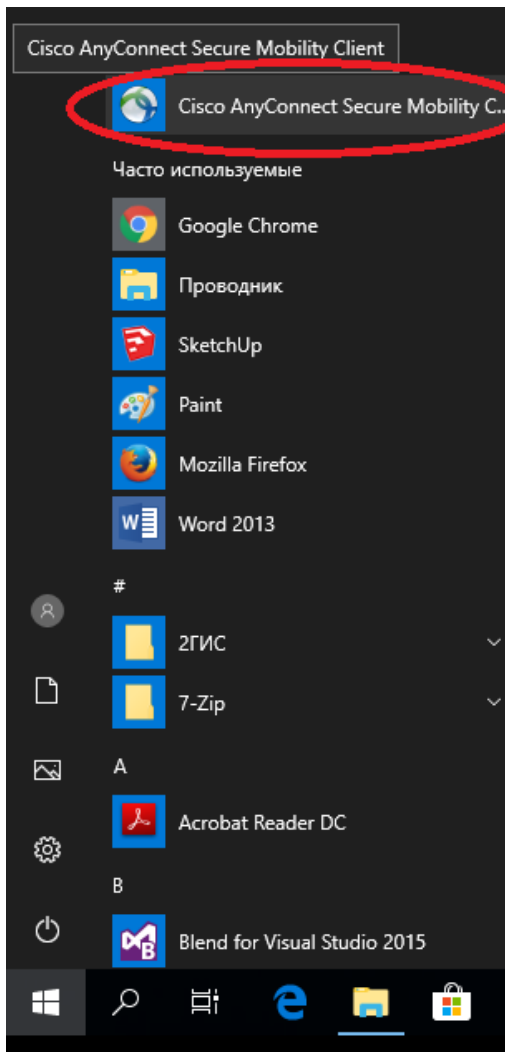 Cisco AnyConnect Secure Mobility Client
Cisco AnyConnect Secure Mobility C...
Часто используемые
Google Chrome
Проводник
SketchUp
Paint
Mozilla Firefox
Word 2013
#
2ГИС
7-Zip
A
Acrobat Reader DC
B
Blend for Visual Studio 2015